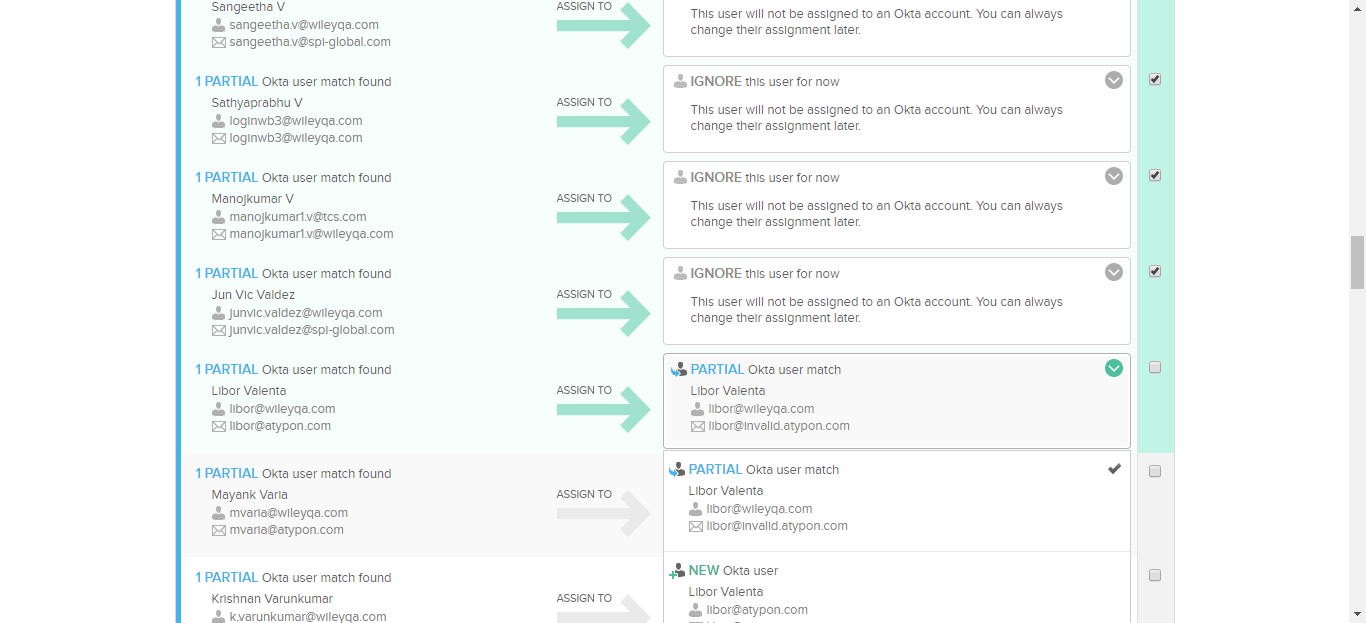 Sangeetha V
sangeetha.v@wileyqa.com
sangeetha.v@spi-global.com
ASSIGN TO
This user will not be assigned to an Okta account. You can always
change their assignment later.
1 PARTIAL Okta user match found
Sathyaprabhu V
loginwb3@wileyqa.com
loginwb3@wileyqa.com
ASSIGN TO
IGNORE this user for now
This user will not be assigned to an Okta account. You can always
change their assignment later.
1 PARTIAL Okta user match found
Manojkumar V
manojkumar1.v@tcs.com
manojkumar1.v@wileyqa.com
ASSIGN TO
IGNORE this user for now
This user will not be assigned to an Okta account. You can always
change their assignment later.
1 PARTIAL Okta user match found
Jun Vic Valdez
junvic.valdez@wileyqa.com
junvic.valdez@spi-global.com
ASSIGN TO
IGNORE this user for now
This user will not be assigned to an Okta account. You can always
change their assignment later.
1 PARTIAL Okta user match found
Libor Valenta
libor@wileyqa.com
libor@atypon.com
ASSIGN TO
PARTIAL Okta user match
Libor Valenta
libor@wileyqa.com
libor@invalid.atypon.com
1 PARTIAL Okta user match found
Mayank Varia
mvaria@wileyqa.com
mvaria@atypon.com
ASSIGN TO
PARTIAL Okta user match
Libor Valenta
libor@wileyqa.com
libor@invalid.atypon.com
1 PARTIAL Okta user match found
Krishnan Varunkumar
k.varunkumar@wileyqa.com
ASSIGN TO
NEW Okta user
Libor Valenta
libor@atypon.com